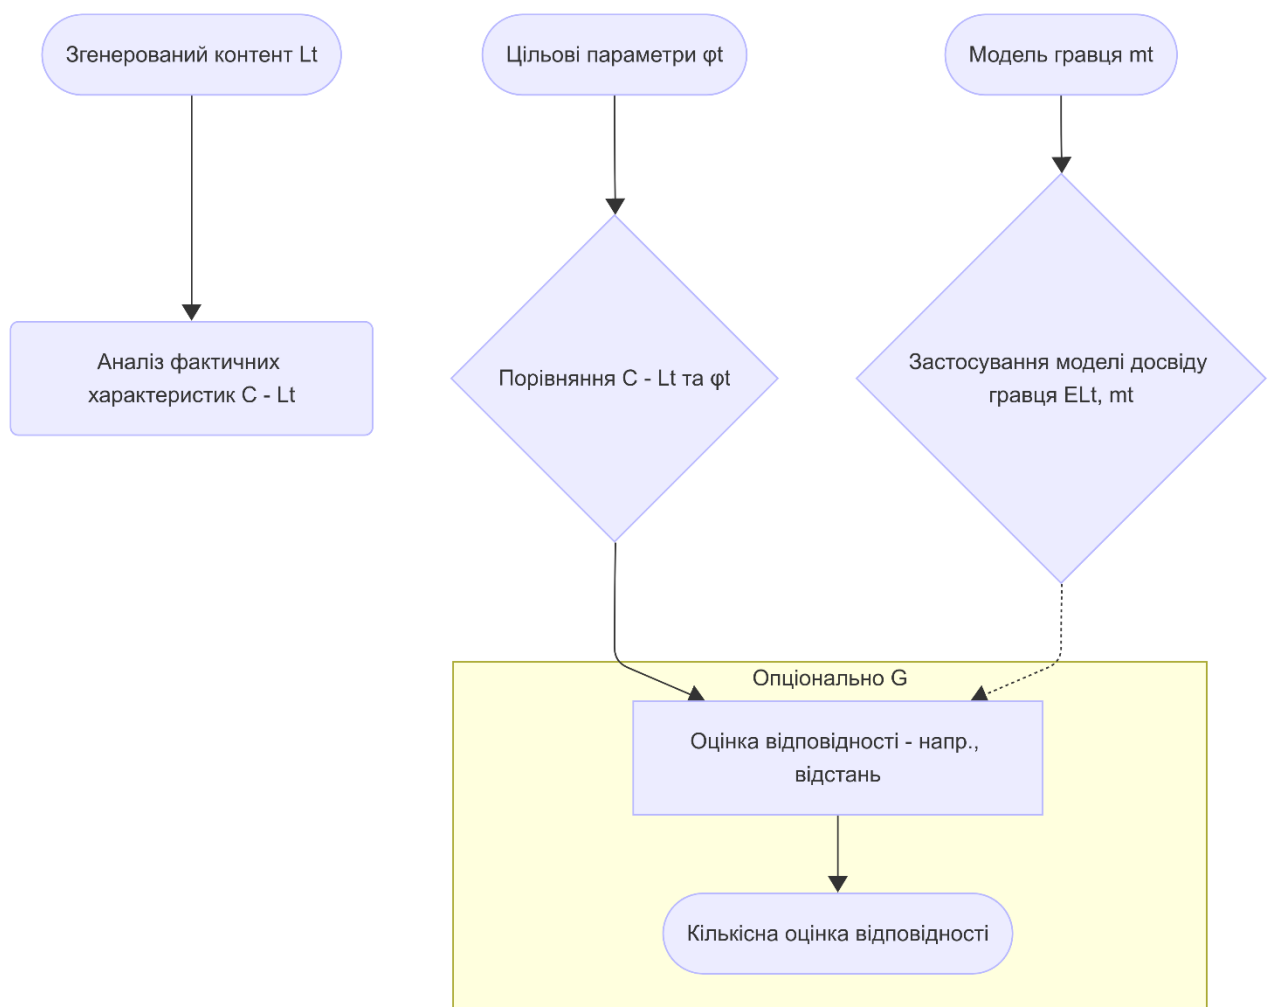 Згенерований контент Lt
Цільові параметри φt
Модель гравця mt
Аналіз фактичних
характеристик C - Lt
Порівняння C - Lt та φt
Застосування моделі досвіду
гравця ELt, mt
Опціонально G
Оцінка відповідності - напр.,
відстань
Кількісна оцінка відповідності